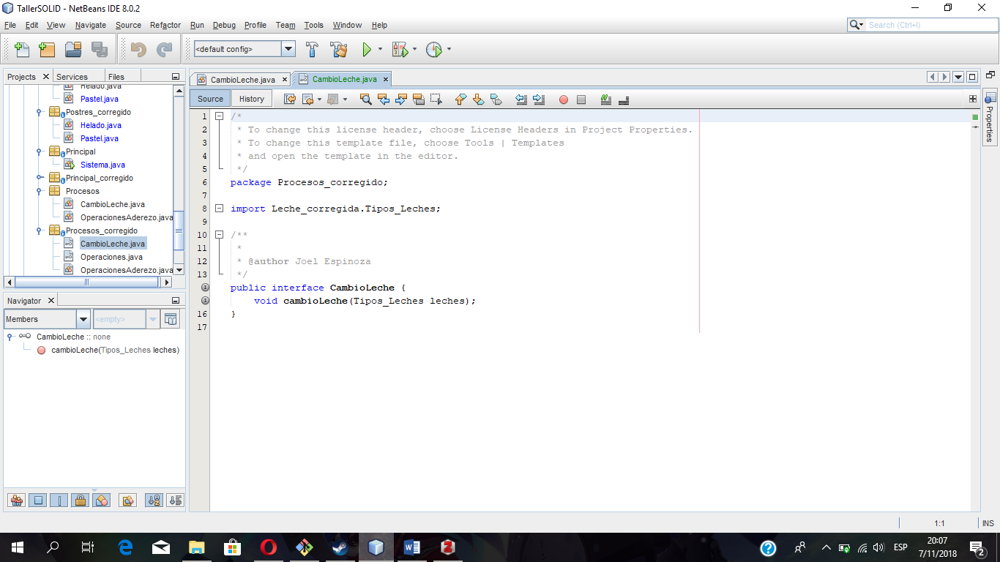 TallerSOLID - NetBeans IDE 8.0.2
File Edit View Navigate Source Refactor Run Debug Profile Team Tools Window Help
Search (Ctrl+I)
<default config>
Projects Services Files
Helado.java
Pastel.java
Postres_corregido
Helado.java
Pastel.java
Principal
Sistema.java
Principal_corregido
Procesos
CambioLeche.java
OperacionesAderezo.java
Procesos_corregido
CambioLeche.java
Operaciones.java
OperacionesAderezo.java
Navigator
Members <empty>
CambioLeche :: none
cambioLeche(Tipos_Leches leches)
CambioLeche.java CambioLeche.java
Source History
1 /*
2 * To change this license header, choose License Headers in Project Properties.
3 * To change this template file, choose Tools | Templates
4 * and open the template in the editor.
5 */
6 package Procesos_corregido;
7
8 import Leche_corregida.Tipos_Leches;
9
10 /**
11 *
12 * @author Joel Espinoza
13 */
public interface CambioLeche {
void cambioLeche(Tipos_Leches leches);
16 }
17
Properties
1:1 INS
ESP
20:07
7/11/2018
2